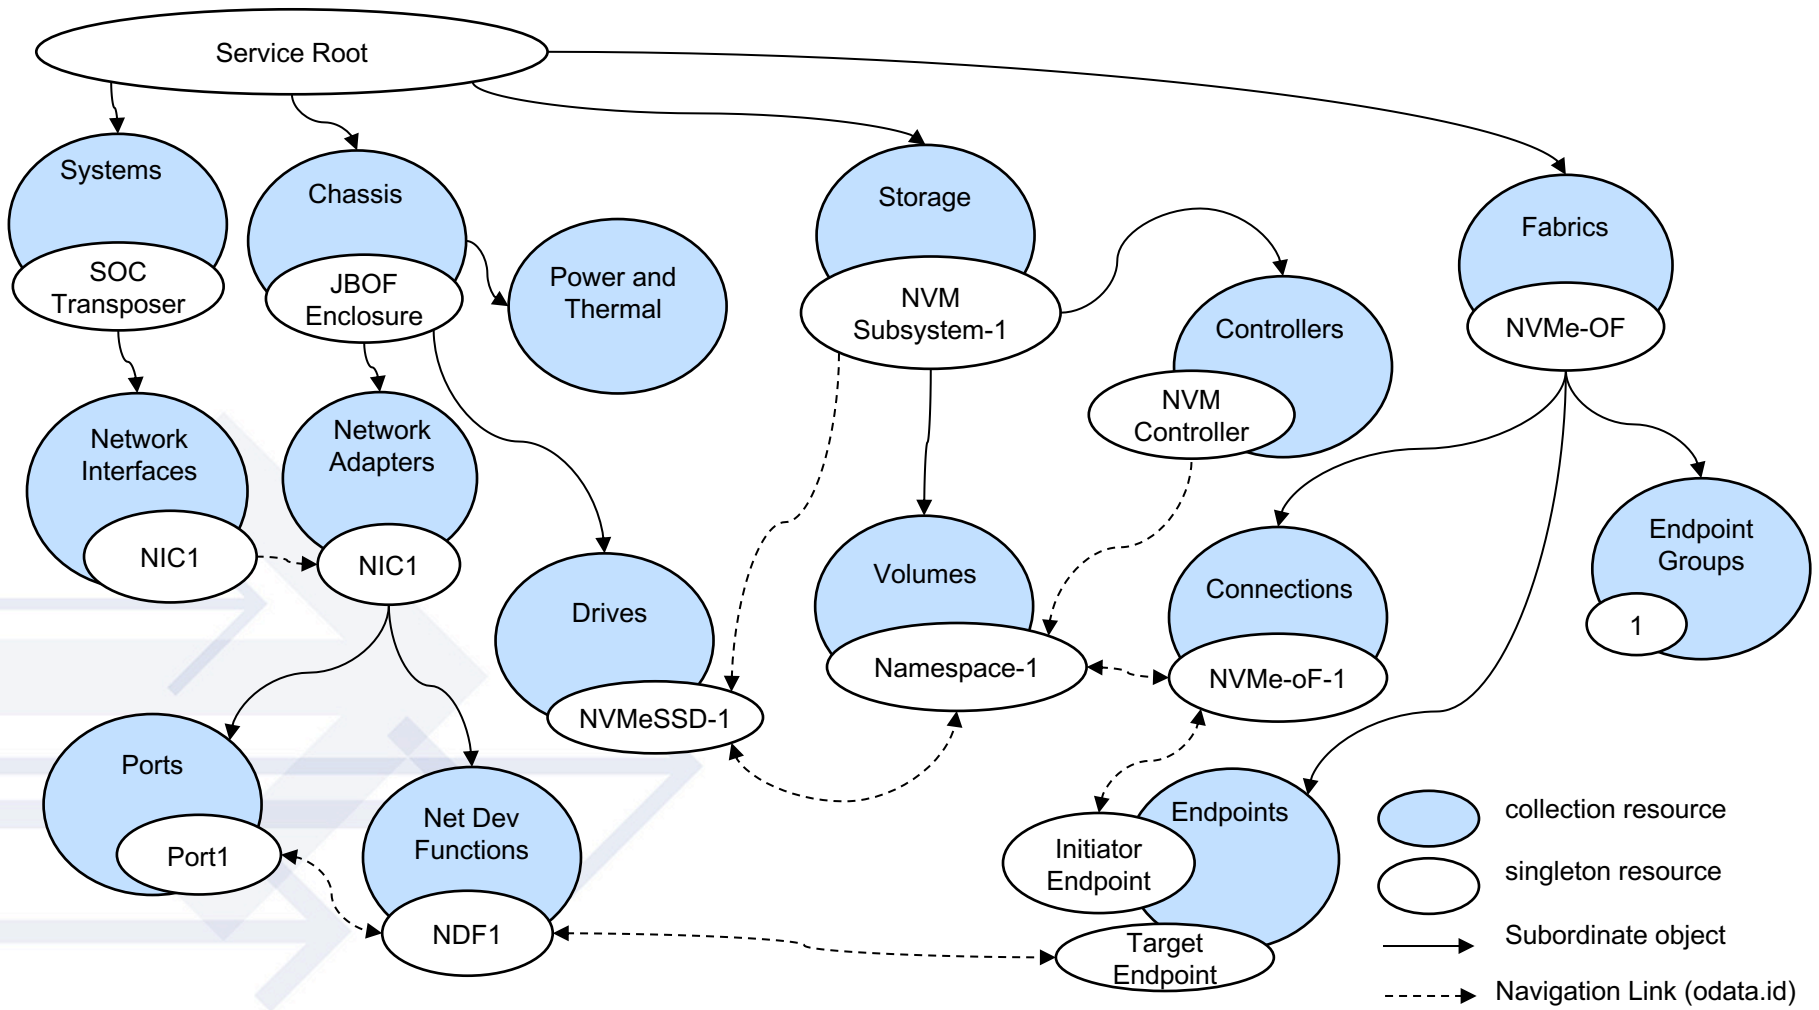 Service Root
Systems
SOC
Transposer
Chassis
JBOF
Enclosure
Power and
Thermal
Storage
NVM
Subsystem-1
Controllers
NVM
Controller
Fabrics
NVMe-OF
Network
Interfaces
NIC1
Network
Adapters
NIC1
Drives
NVMeSSD-1
Volumes
Namespace-1
Connections
NVMe-oF-1
Endpoint
Groups
1
Ports
Port1
Net Dev
Functions
NDF1
Endpoints
Initiator
Endpoint
Target
Endpoint
collection resource
singleton resource
Subordinate object
Navigation Link (odata.id)